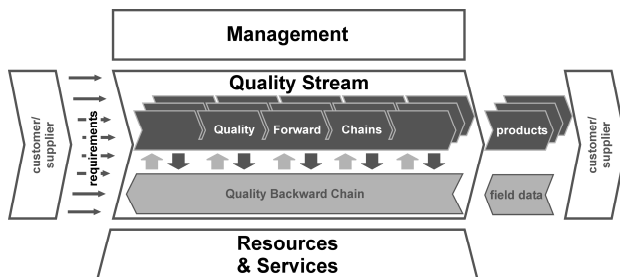 Management
Quality Stream
customer/
supplier
requirements
Quality Forward Chains
products
customer/
supplier
Quality Backward Chain
field data
Resources
& Services